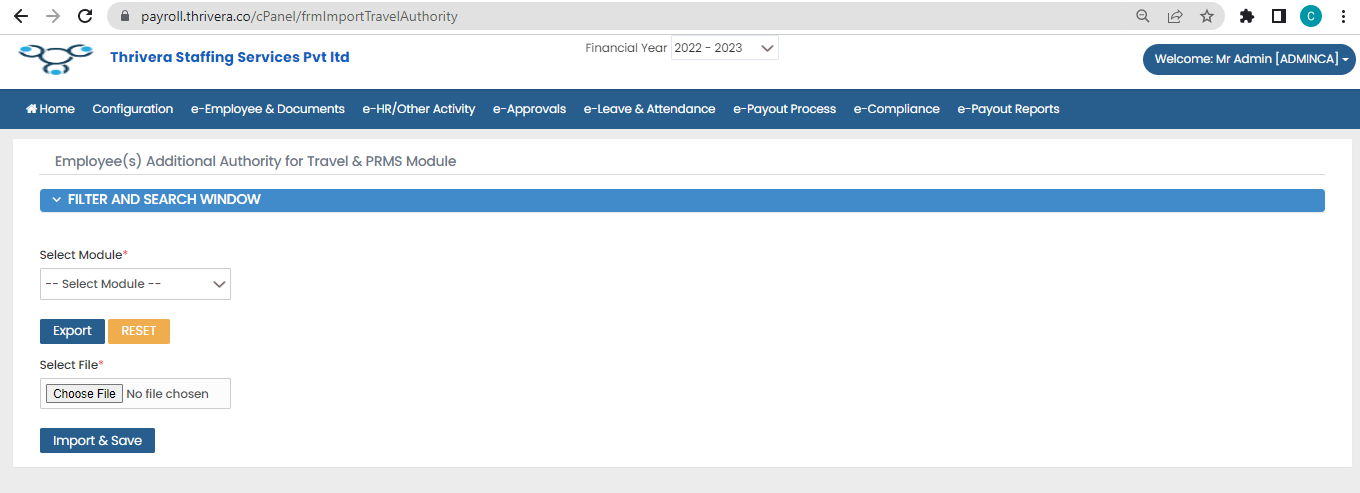 payroll.thrivera.co/cPanel/frmImportTravelAuthority
C
Thrivera Staffing Services Pvt ltd
Financial Year 2022 - 2023
Welcome: Mr Admin [ADMINCA]
Home Configuration e-Employee & Documents e-HR/Other Activity e-Approvals e-Leave & Attendance e-Payout Process e-Compliance e-Payout Reports
Employee(s) Additional Authority for Travel & PRMS Module
FILTER AND SEARCH WINDOW
Select Module*
-- Select Module --
Export RESET
Select File*
Choose File No file chosen
Import & Save